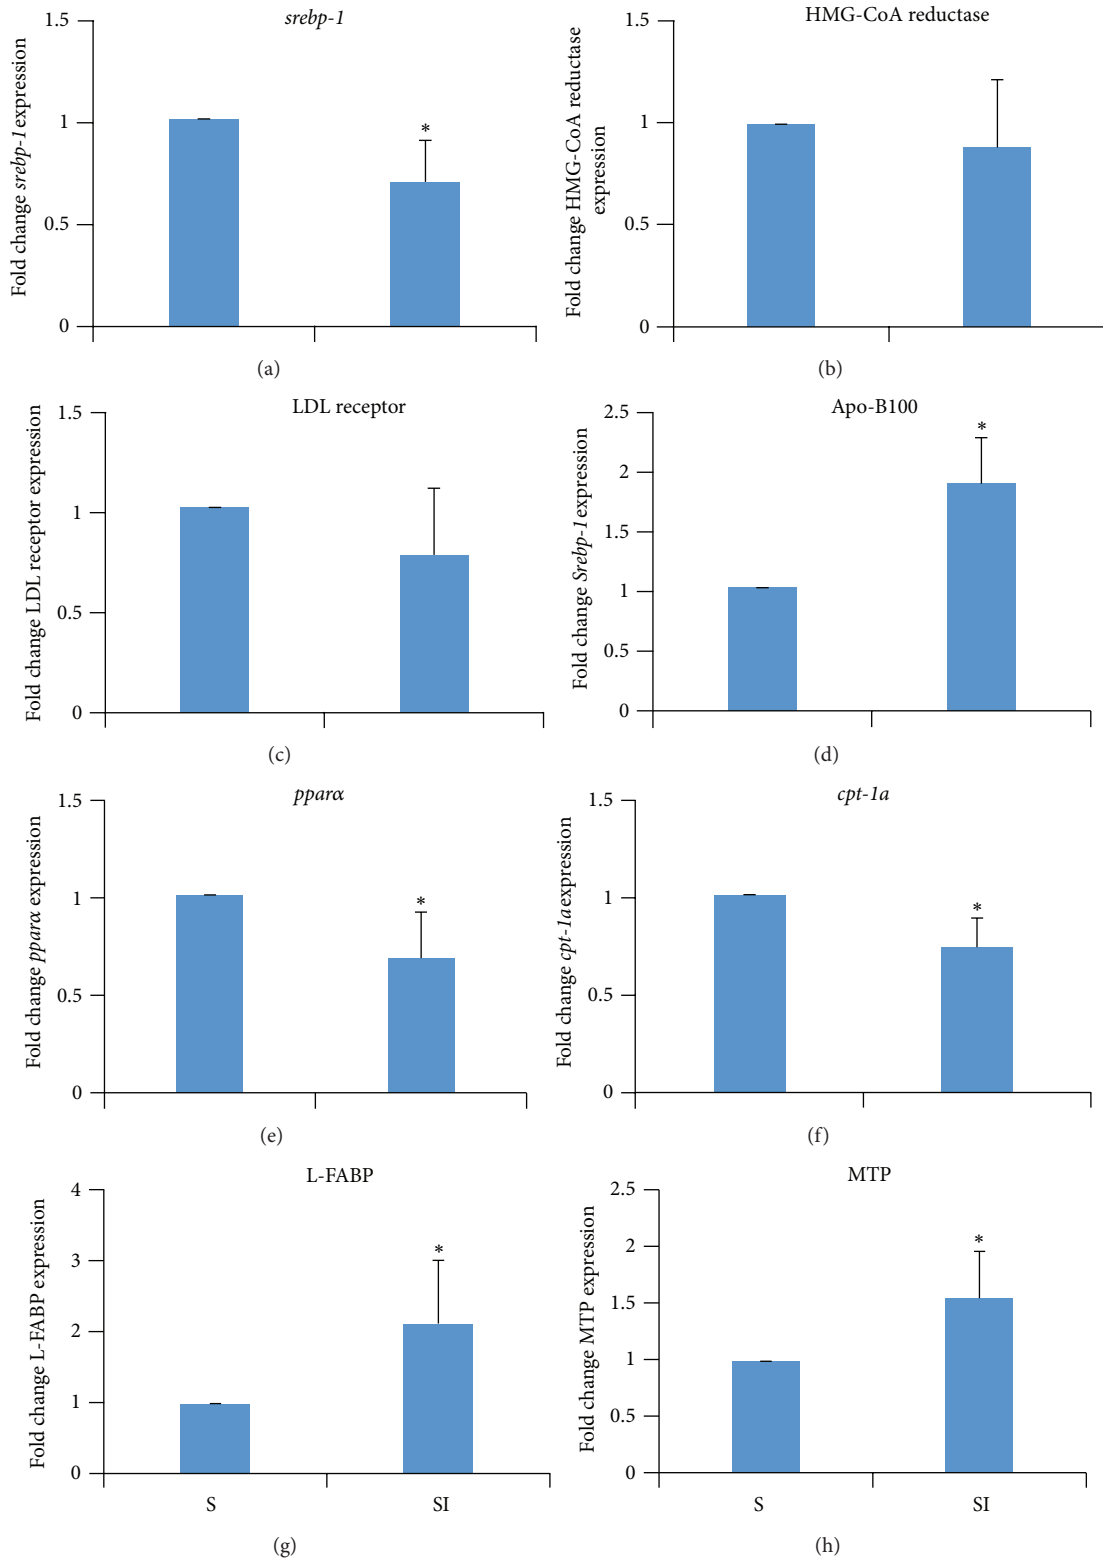 srebp-1
Fold change srebp-1 expression
1.5
1
0.5
0
*
(a)
HMG-CoA reductase
Fold change HMG-CoA reductase
expression
1.5
1
0.5
0
(b)
LDL receptor
Fold change LDL receptor expression
1.5
1
0.5
0
(c)
Apo-B100
Fold change Srebp-1 expression
2.5
2
1.5
1
0.5
0
*
(d)
pparα
Fold change pparα expression
1.5
1
0.5
0
*
(e)
cpt-1a
Fold change cpt-1a expression
1.5
1
0.5
0
*
(f)
L-FABP
Fold change L-FABP expression
4
3
2
1
0
*
S SI
(g)
MTP
Fold change MTP expression
2.5
2
1.5
1
0.5
0
*
S SI
(h)